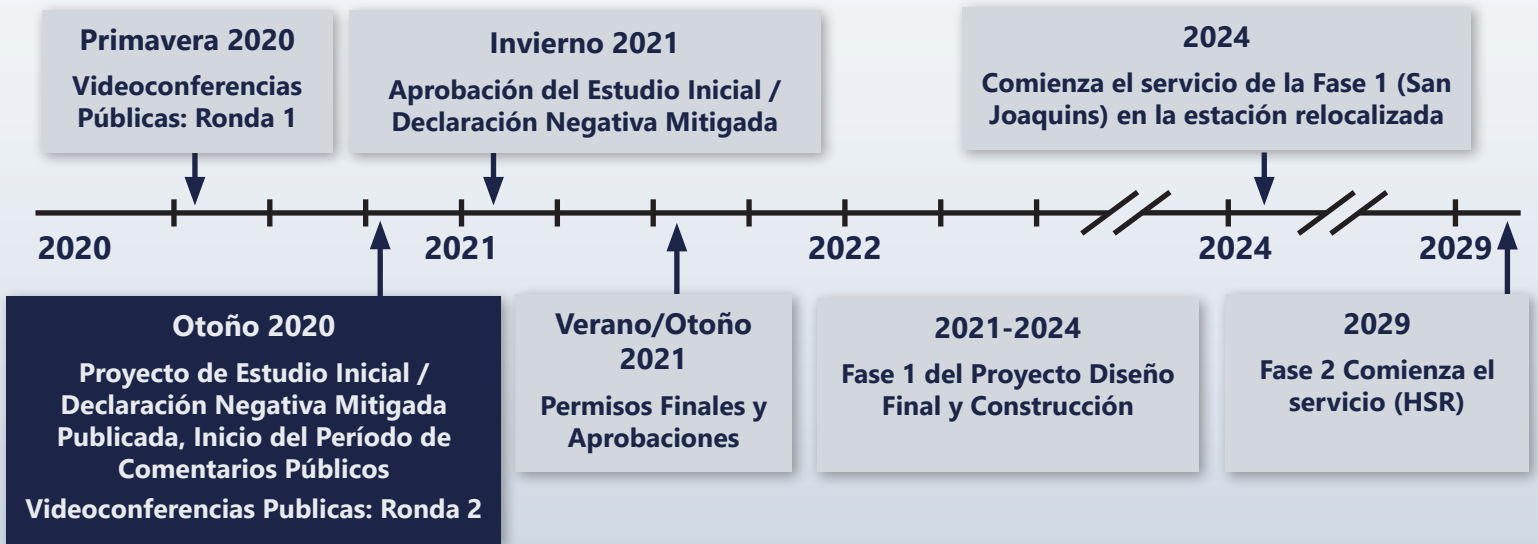 Primavera 2020
Videoconferencias
Públicas: Ronda 1
Invierno 2021
Aprobación del Estudio Inicial /
Declaración Negativa Mitigada
2024
Comienza el servicio de la Fase 1 (San
Joaquins) en la estación relocalizada
2020
2021
2022
2024
2029
Otoño 2020
Proyecto de Estudio Inicial /
Declaración Negativa Mitigada
Publicada, Inicio del Período de
Comentarios Públicos
Videoconferencias Publicas: Ronda 2
Verano/Otoño
2021
Permisos Finales y
Aprobaciones
2021-2024
Fase 1 del Proyecto Diseño
Final y Construcción
2029
Fase 2 Comienza el
servicio (HSR)